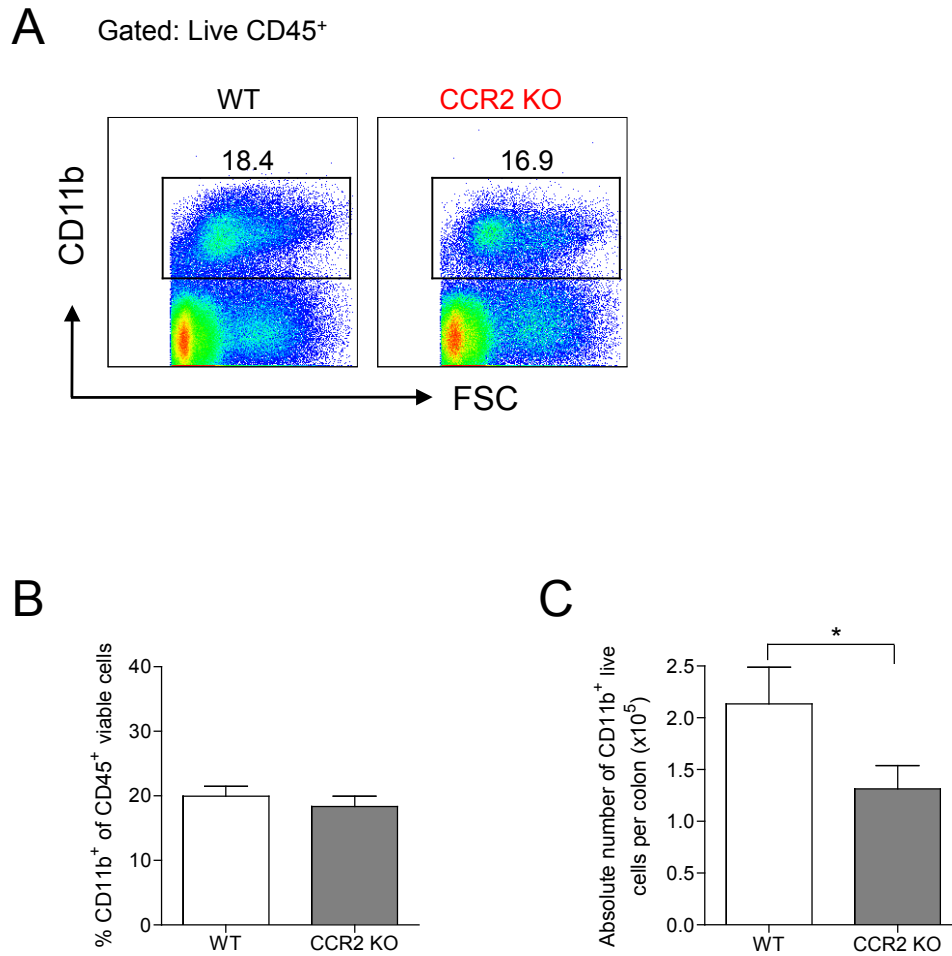 A
Gated: Live CD45⁺
WT
CCR2 KO
18.4
16.9
CD11b
FSC
B
% CD11b⁺ of CD45⁺ viable cells
40
30
20
10
0
WT
CCR2 KO
C
Absolute number of CD11b⁺ live
cells per colon (x10⁵)
*
2.5
2.0
1.5
1.0
0.5
0.0
WT
CCR2 KO